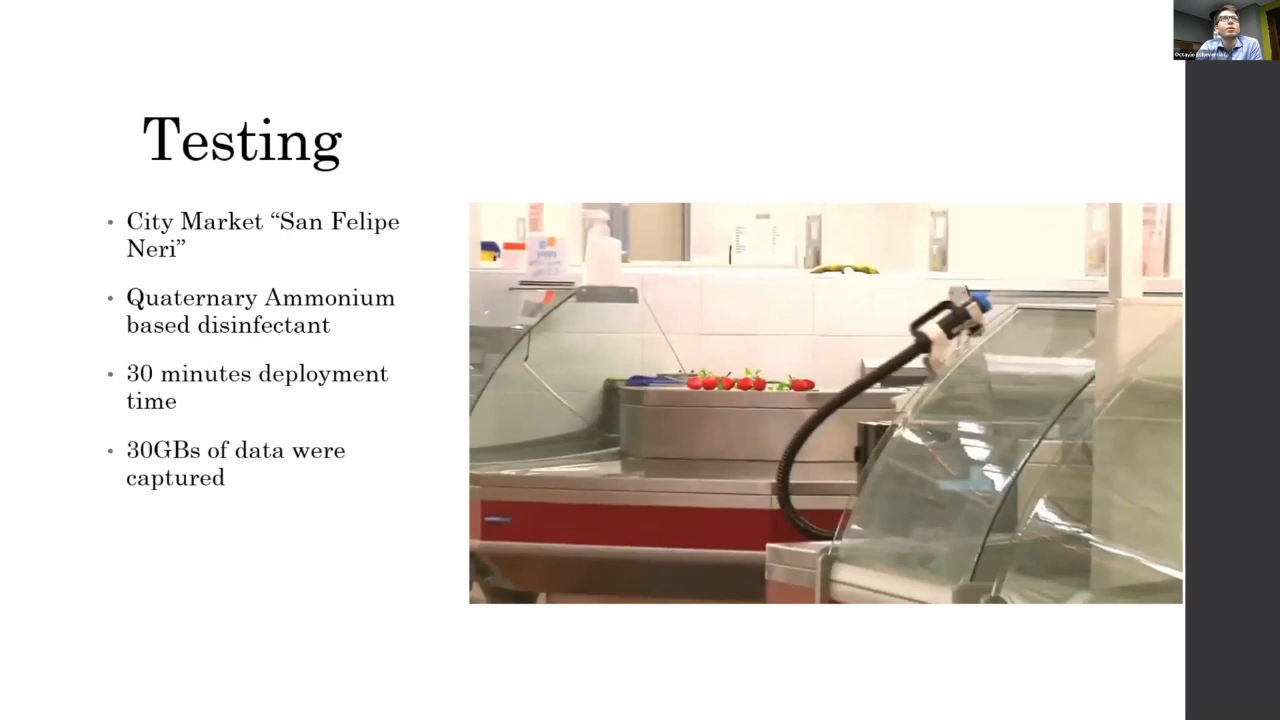 Testing
• City Market “San Felipe
Neri”
• Quaternary Ammonium
based disinfectant
• 30 minutes deployment
time
• 30GBs of data were
captured